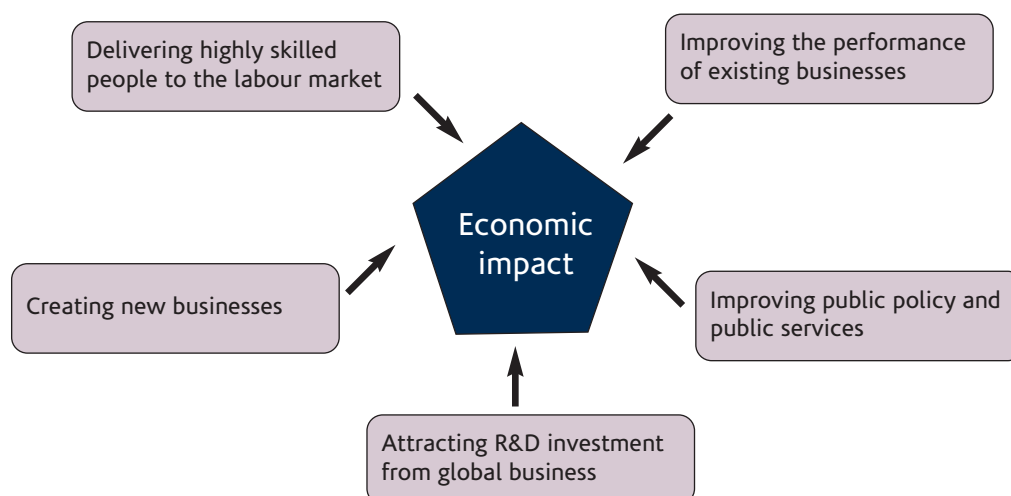 Delivering highly skilled
people to the labour market
Improving the performance
of existing businesses
Economic
impact
Creating new businesses
Improving public policy and
public services
Attracting R&D investment
from global business